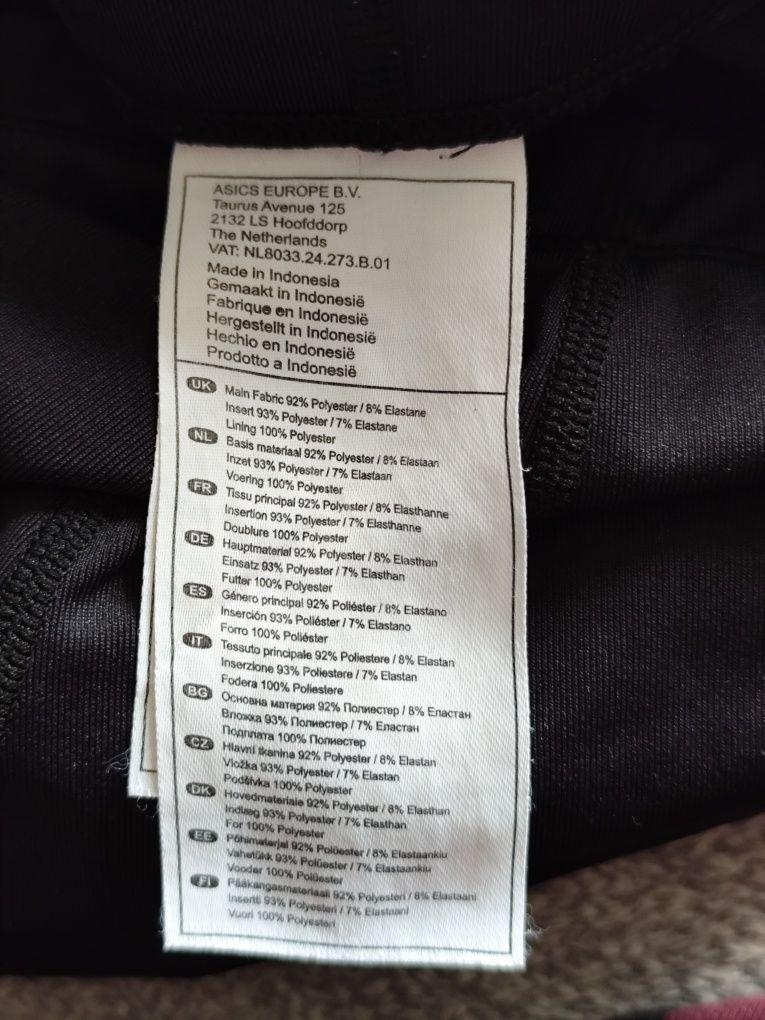 ASICS EUROPE B.V.
Taurus Avenue 125
2132 LS Hoofddorp
The Netherlands
VAT: NL8033.24.273.B.01
Made in Indonesia
Gemaakt in Indonesië
Fabrique en Indonesië
Hergestellt in Indonesië
Hechio en Indonesië
Prodotto a Indonesië
UK Main Fabric 92% Polyester / 8% Elastane
Insert 93% Polyester / 7% Elastane
Lining 100% Polyester
NL Basis materiaal 92% Polyester / 8% Elastaan
Inzet 93% Polyester / 7% Elastaan
Voering 100% Polyester
FR Tissu principal 92% Polyester / 8% Elasthanne
Insertion 93% Polyester / 7% Elasthanne
Doublure 100% Polyester
DE Hauptmaterial 92% Polyester / 8% Elasthan
Einsatz 93% Polyester / 7% Elasthan
Futter 100% Polyester
ES Género principal 92% Poliéster / 8% Elastano
Inserción 93% Poliéster / 7% Elastano
Forro 100% Poliéster
IT Tessuto principale 92% Poliestere / 8% Elastan
Inserzione 93% Poliestere / 7% Elastan
Fodera 100% Poliestere
BG Основна материя 92% Полиестер / 8% Еластан
Вложка 93% Полиестер / 7% Еластан
Подплата 100% Полиестер
CZ Hlavní tkanina 92% Polyester / 8% Elastan
Vložka 93% Polyester / 7% Elastan
Podšívka 100% Polyester
DK Hovedmateriale 92% Polyester / 8% Elasthan
Indlæg 93% Polyester / 7% Elasthan
For 100% Polyester
EE Põhimaterjal 92% Polüester / 8% Elastaankiu
Vahetükk 93% Polüester / 7% Elastaankiu
Vooder 100% Polüester
FI Pääkangasmateriaali 92% Polyesteri / 8% Elastaani
Insertti 93% Polyesteri / 7% Elastaani
Vuori 100% Polyesteri